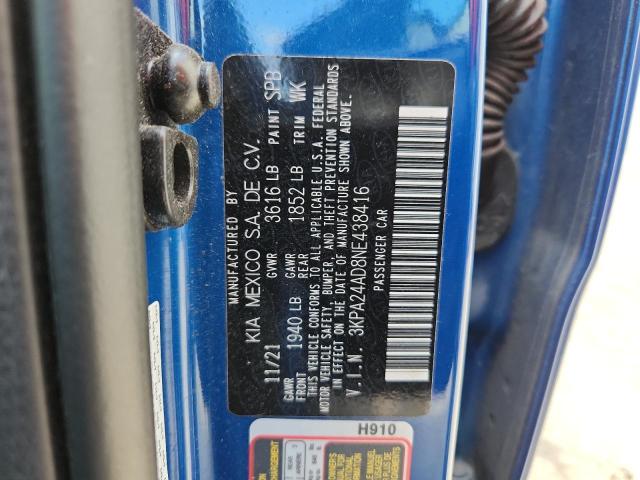 MANUFACTURED BY
KIA MEXICO S.A. DE C.V.
11/21 GVWR 3616 LB PAINT SPB
GAWR FRONT 1940 LB GAWR REAR 1852 LB TRIM WK
THIS VEHICLE CONFORMS TO ALL APPLICABLE U.S.A. FEDERAL
MOTOR VEHICLE SAFETY, BUMPER, AND THEFT PREVENTION STANDARDS
IN EFFECT ON THE DATE OF MANUFACTURE SHOWN ABOVE.
V.I.N. 3KPA24AD8NE438416
PASSENGER CAR
H910